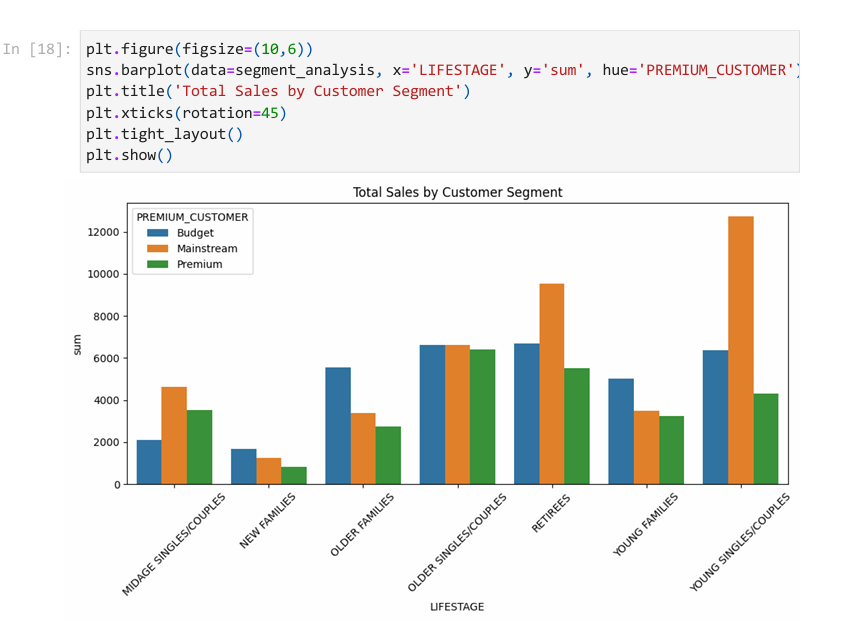 In [18]:
plt.figure(figsize=(10,6))
sns.barplot(data=segment_analysis, x='LIFESTAGE', y='sum', hue='PREMIUM_CUSTOMER')
plt.title('Total Sales by Customer Segment')
plt.xticks(rotation=45)
plt.tight_layout()
plt.show()
Total Sales by Customer Segment
PREMIUM_CUSTOMER
Budget
Mainstream
Premium
12000
10000
8000
6000
4000
2000
0
sum
MIDAGE SINGLES/COUPLES
NEW FAMILIES
OLDER FAMILIES
OLDER SINGLES/COUPLES
RETIREES
YOUNG FAMILIES
YOUNG SINGLES/COUPLES
LIFESTAGE